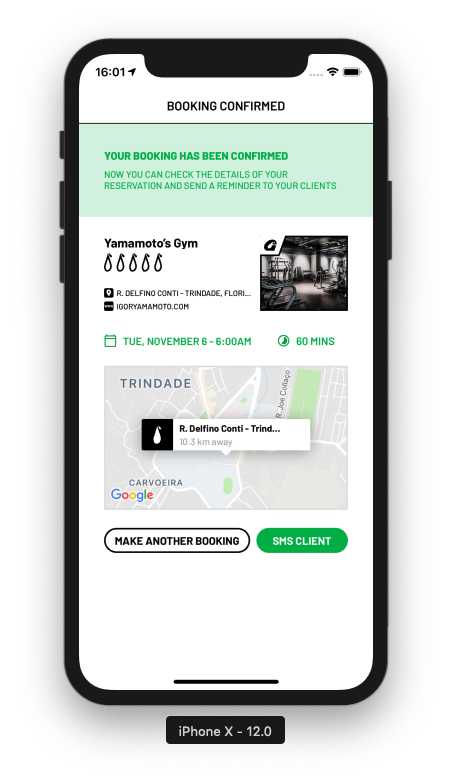 16:01
BOOKING CONFIRMED
YOUR BOOKING HAS BEEN CONFIRMED
NOW YOU CAN CHECK THE DETAILS OF YOUR
RESERVATION AND SEND A REMINDER TO YOUR CLIENTS
Yamamoto's Gym
R. DELFINO CONTI - TRINDADE, FLORI...
IGORYAMAMOTO.COM
TUE, NOVEMBER 6 - 6:00AM
60 MINS
TRINDADE
R. Joe Collaço
R. Delfino Conti - Trind...
10.3 km away
CARVOEIRA
Google
MAKE ANOTHER BOOKING
SMS CLIENT
iPhone X - 12.0